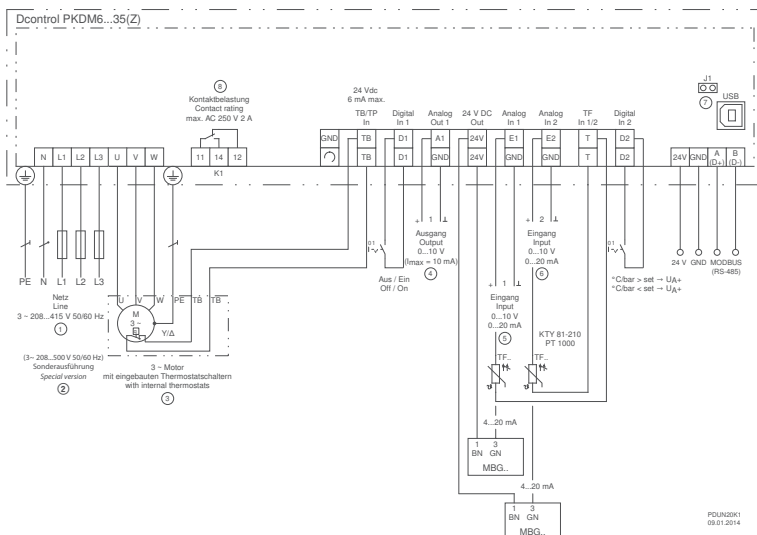 Dcontrol PKDM6...35(Z)
J1
7
USB
8
Kontaktbelastung
Contact rating
max. AC 250 V 2 A
24 Vdc
6 mA max.
TB/TP
In
Digital
In 1
Analog
Out 1
24 V DC
Out
Analog
In 1
Analog
In 2
TF
In 1/2
Digital
In 2
GND TB D1 A1 24V E1 E2 T D2
N L1 L2 L3 U V W
11 14 12
TB D1 GND 24V GND GND T D2
24V GND A (D+) B (D-)
K1
PE N L1 L2 L3
Netz
Line
3 ~ 208...415 V 50/60 Hz
1
(3~ 208...500 V 50/60 Hz)
Sonderausführung
Special version
2
U V W PE TB TB
M
3 ~
Y/Δ
3 ~ Motor
mit eingebauten Thermostatschaltern
with internal thermostats
3
0 1
Aus / Ein
Off / On
+ 1 ⊥
Ausgang
Output
0...10 V
(Imax = 10 mA)
4
+ 1 ⊥
Eingang
Input
0...10 V
0...20 mA
5
+ 2 ⊥
Eingang
Input
0...10 V
0...20 mA
6
KTY 81-210
PT 1000
TF..
TF..
0 1
°C/bar > set → UA+
°C/bar < set → UA+
24 V GND MODBUS
(RS-485)
4...20 mA
1 3
BN GN
MBG..
4...20 mA
1 3
BN GN
MBG..
PDUN20K1
09.01.2014